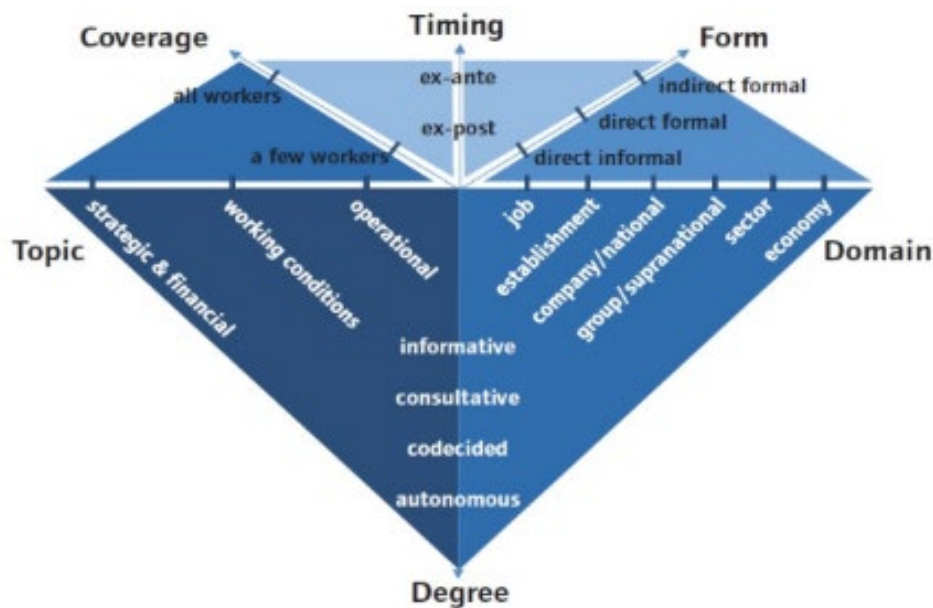 Timing
Coverage
Form
ex-ante
all workers
indirect formal
ex-post
direct formal
a few workers
direct informal
Topic
strategic & financial
working conditions
operational
job
establishment
company/national
group/supranational
sector
economy
Domain
informative
consultative
codecided
autonomous
Degree